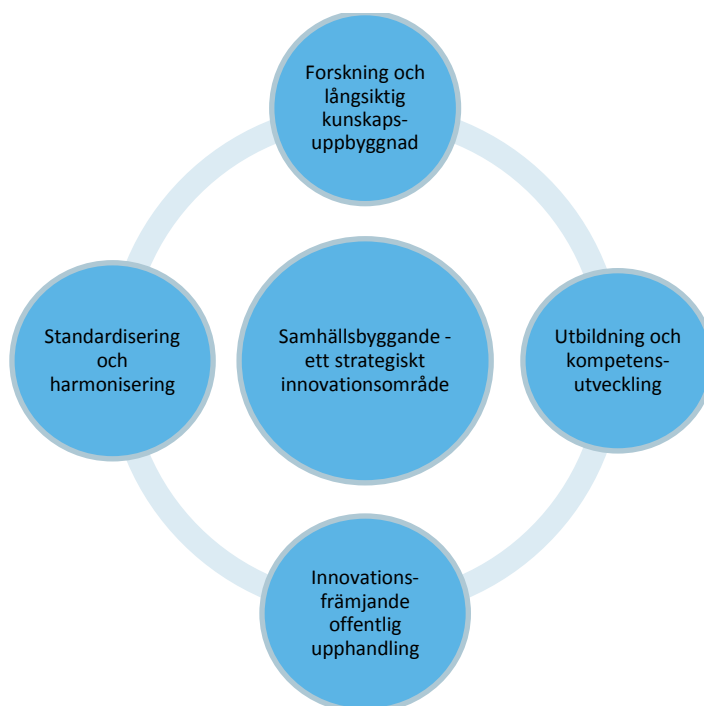 Forskning och
långsiktig
kunskaps-
uppbyggnad
Standardisering
och
harmonisering
Samhällsbyggande -
ett strategiskt
innovationsområde
Utbildning och
kompetens-
utveckling
Innovations-
främjande
offentlig
upphandling